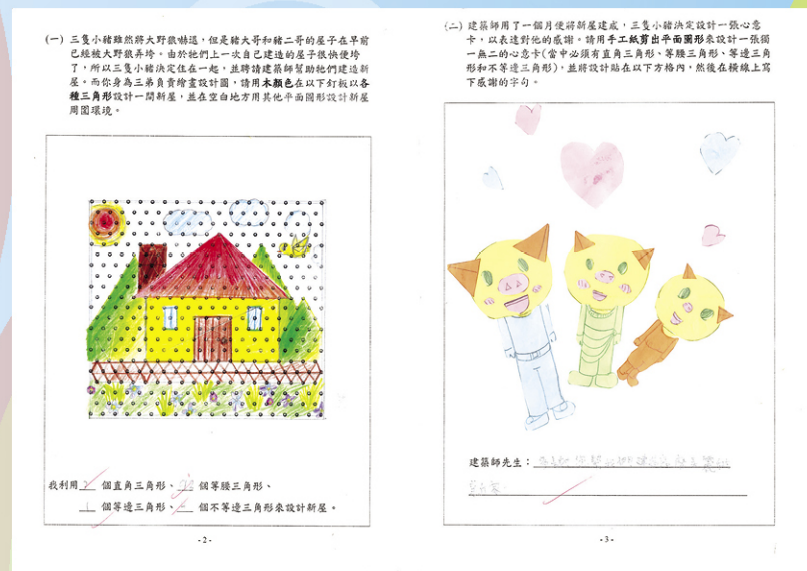 (一) 三隻小豬雖然將大野狼嚇退，但是豬大哥和豬二哥的屋子在早前
已經被大野狼弄垮。由於牠們上一次自己建造的屋子很快便垮
了，所以三隻小豬決定住在一起，並聘請建築師幫助牠們建造新
屋。而你身為三弟負責繪畫設計圖，請用木顏色在以下釘板以各
種三角形設計一間新屋，並在空白地方用其他平面圖形設計新屋
周圍環境。
我利用 個直角三角形、 個等腰三角形、
1 個等邊三角形、 個不等邊三角形來設計新屋。
- 2 -
(二) 建築師用了一個月便將新屋建成，三隻小豬決定設計一張心意
卡，以表達對他的感謝。請用手工紙剪出平面圖形來設計一張獨
一無二的心意卡(當中必須有直角三角形、等腰三角形、等邊三角
形和不等邊三角形)，並將設計貼在以下方格內，然後在橫線上寫
下感謝的字句。
建築師先生：
- 3 -